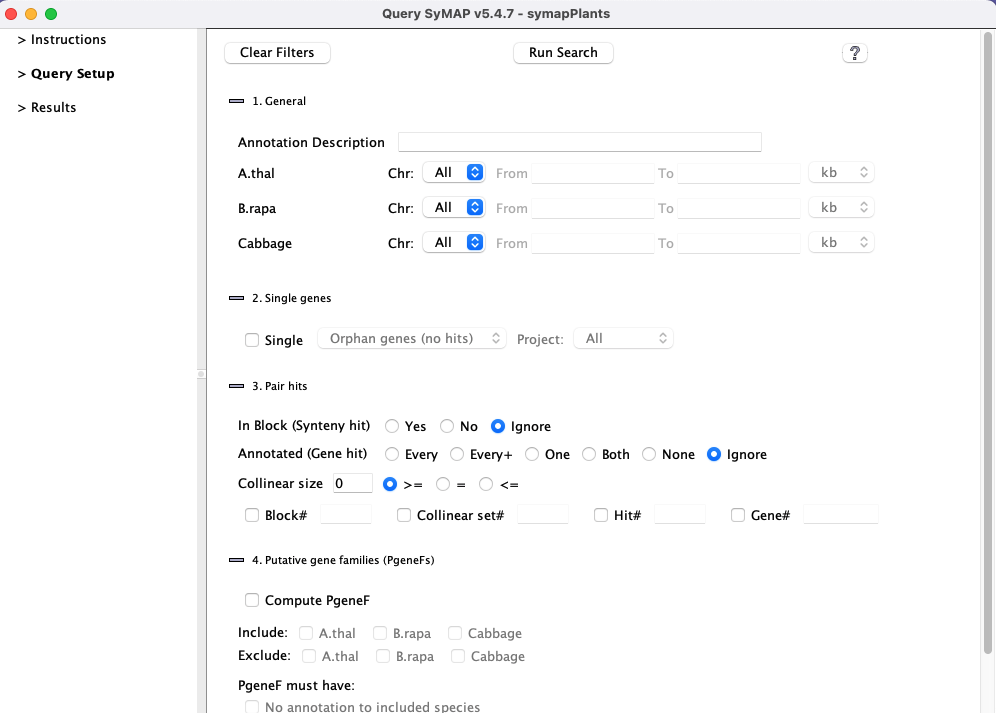 Query SyMAP v5.4.7 - symapPlants
> Instructions
> Query Setup
> Results
Clear Filters Run Search ?
1. General
Annotation Description
A.thal Chr: All From To kb
B.rapa Chr: All From To kb
Cabbage Chr: All From To kb
2. Single genes
Single Orphan genes (no hits) Project: All
3. Pair hits
In Block (Synteny hit) Yes No Ignore
Annotated (Gene hit) Every Every+ One Both None Ignore
Collinear size 0 >= = <=
Block# Collinear set# Hit# Gene#
4. Putative gene families (PgeneFs)
Compute PgeneF
Include: A.thal B.rapa Cabbage
Exclude: A.thal B.rapa Cabbage
PgeneF must have:
No annotation to included species